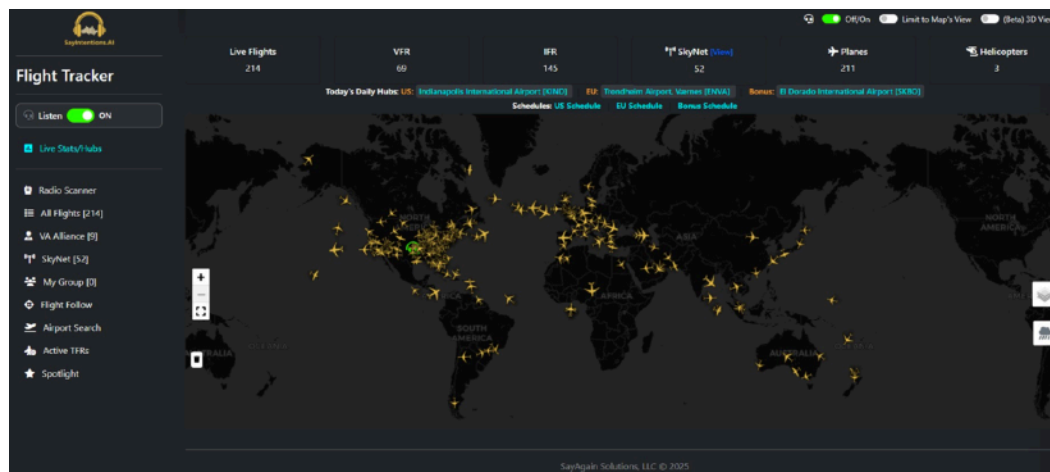 SayIntentions.AI
Flight Tracker
Listen ON
Live Stats/Hubs
Radio Scanner
All Flights [214]
VA Alliance [9]
SkyNet [52]
My Group [0]
Flight Follow
Airport Search
Active TFRs
Spotlight
Off/On Limit to Map's View (Beta) 3D Vie
Live Flights VFR IFR SkyNet (View) Planes Helicopters
214 69 145 52 211 3
Today's Daily Hubs: US: Indianapolis International Airport [KIND] EU: Trondheim Airport, Værnes [ENVA] Bonus: El Dorado International Airport [SKBO]
Schedules: US Schedule EU Schedule Bonus Schedule
NORTH
AMERICA
ASIA
AFRICA
SOUTH
AMERICA
OCEANIA
AUSTRALIA
OCEANIA
NORTH
AMERICA
SayAgain Solutions, LLC © 2025